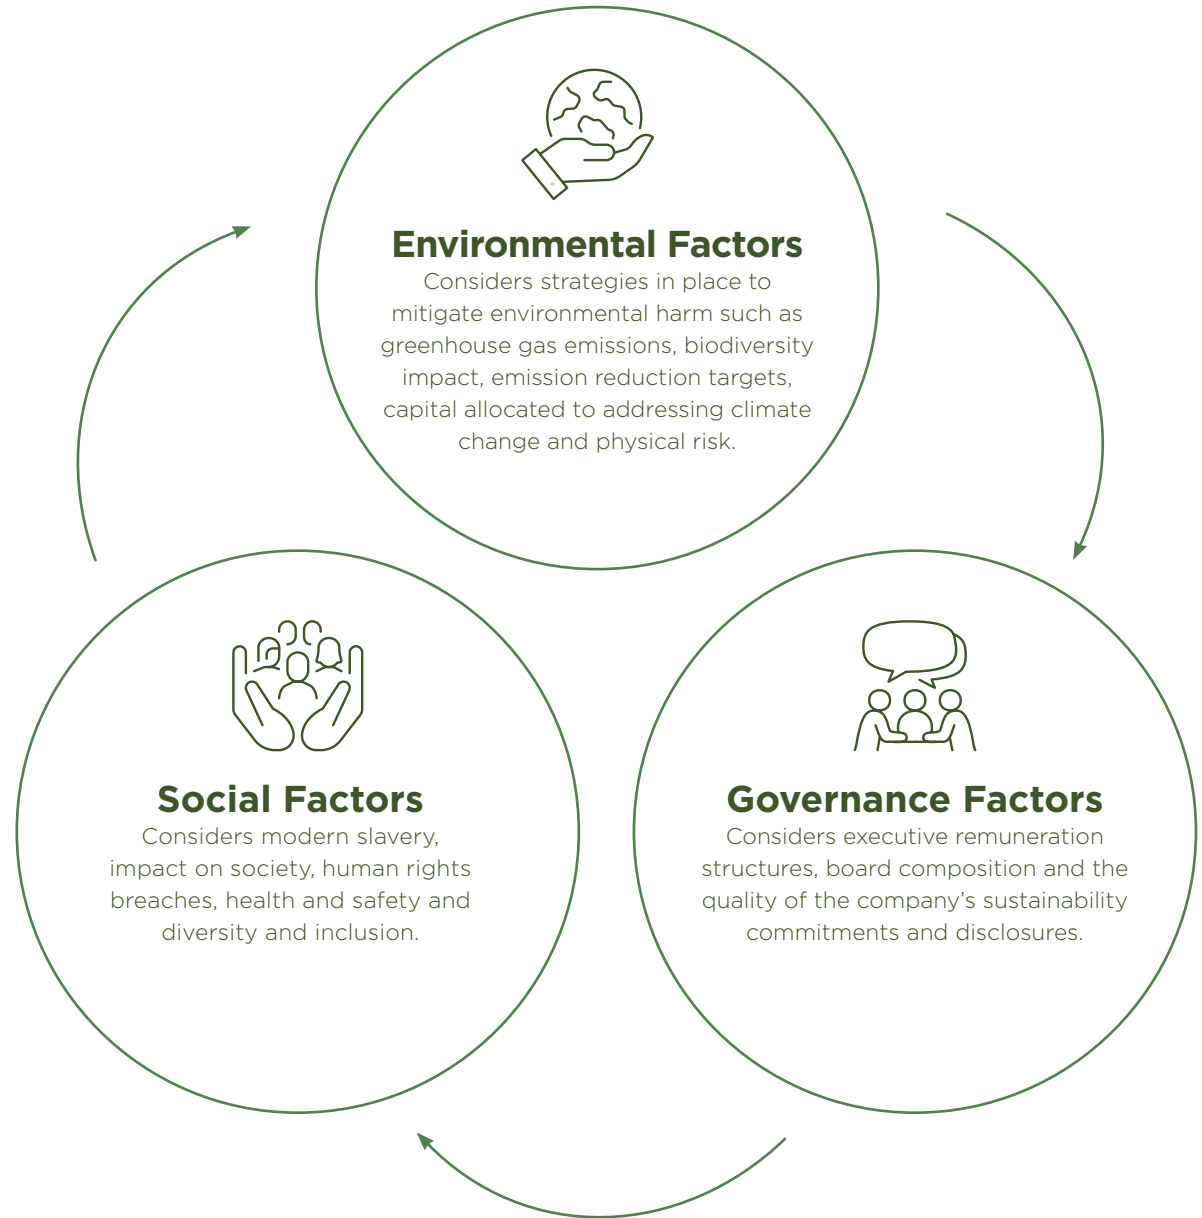 Environmental Factors
Considers strategies in place to
mitigate environmental harm such as
greenhouse gas emissions, biodiversity
impact, emission reduction targets,
capital allocated to addressing climate
change and physical risk.
Social Factors
Considers modern slavery,
impact on society, human rights
breaches, health and safety and
diversity and inclusion.
Governance Factors
Considers executive remuneration
structures, board composition and the
quality of the company’s sustainability
commitments and disclosures.